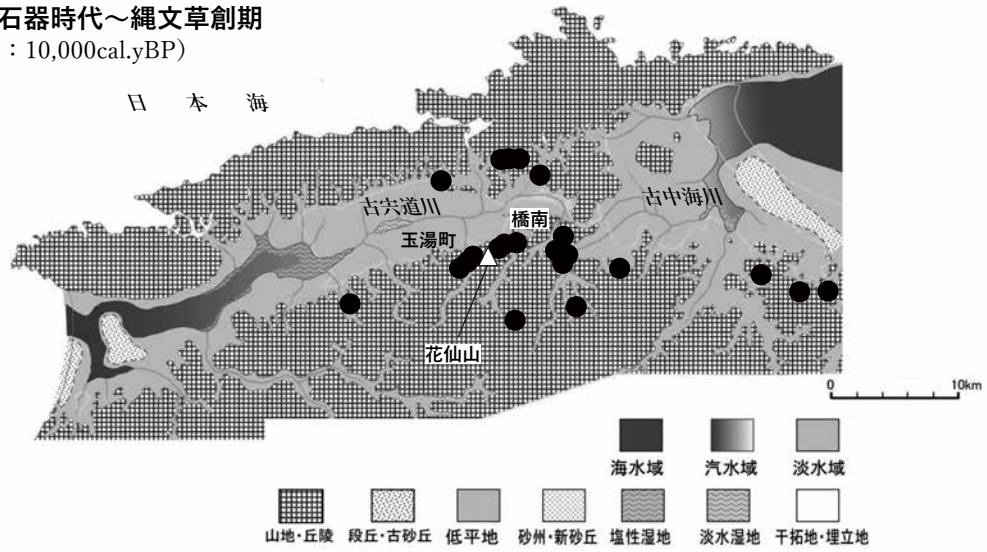 石器時代～縄文草創期
：10,000cal.yBP）
日本海
古宍道川
古中海川
橋南
玉湯町
花仙山
0 10km
海水域 汽水域 淡水域
山地・丘陵 段丘・古砂丘 低平地 砂州・新砂丘 塩性湿地 淡水湿地 干拓地・埋立地